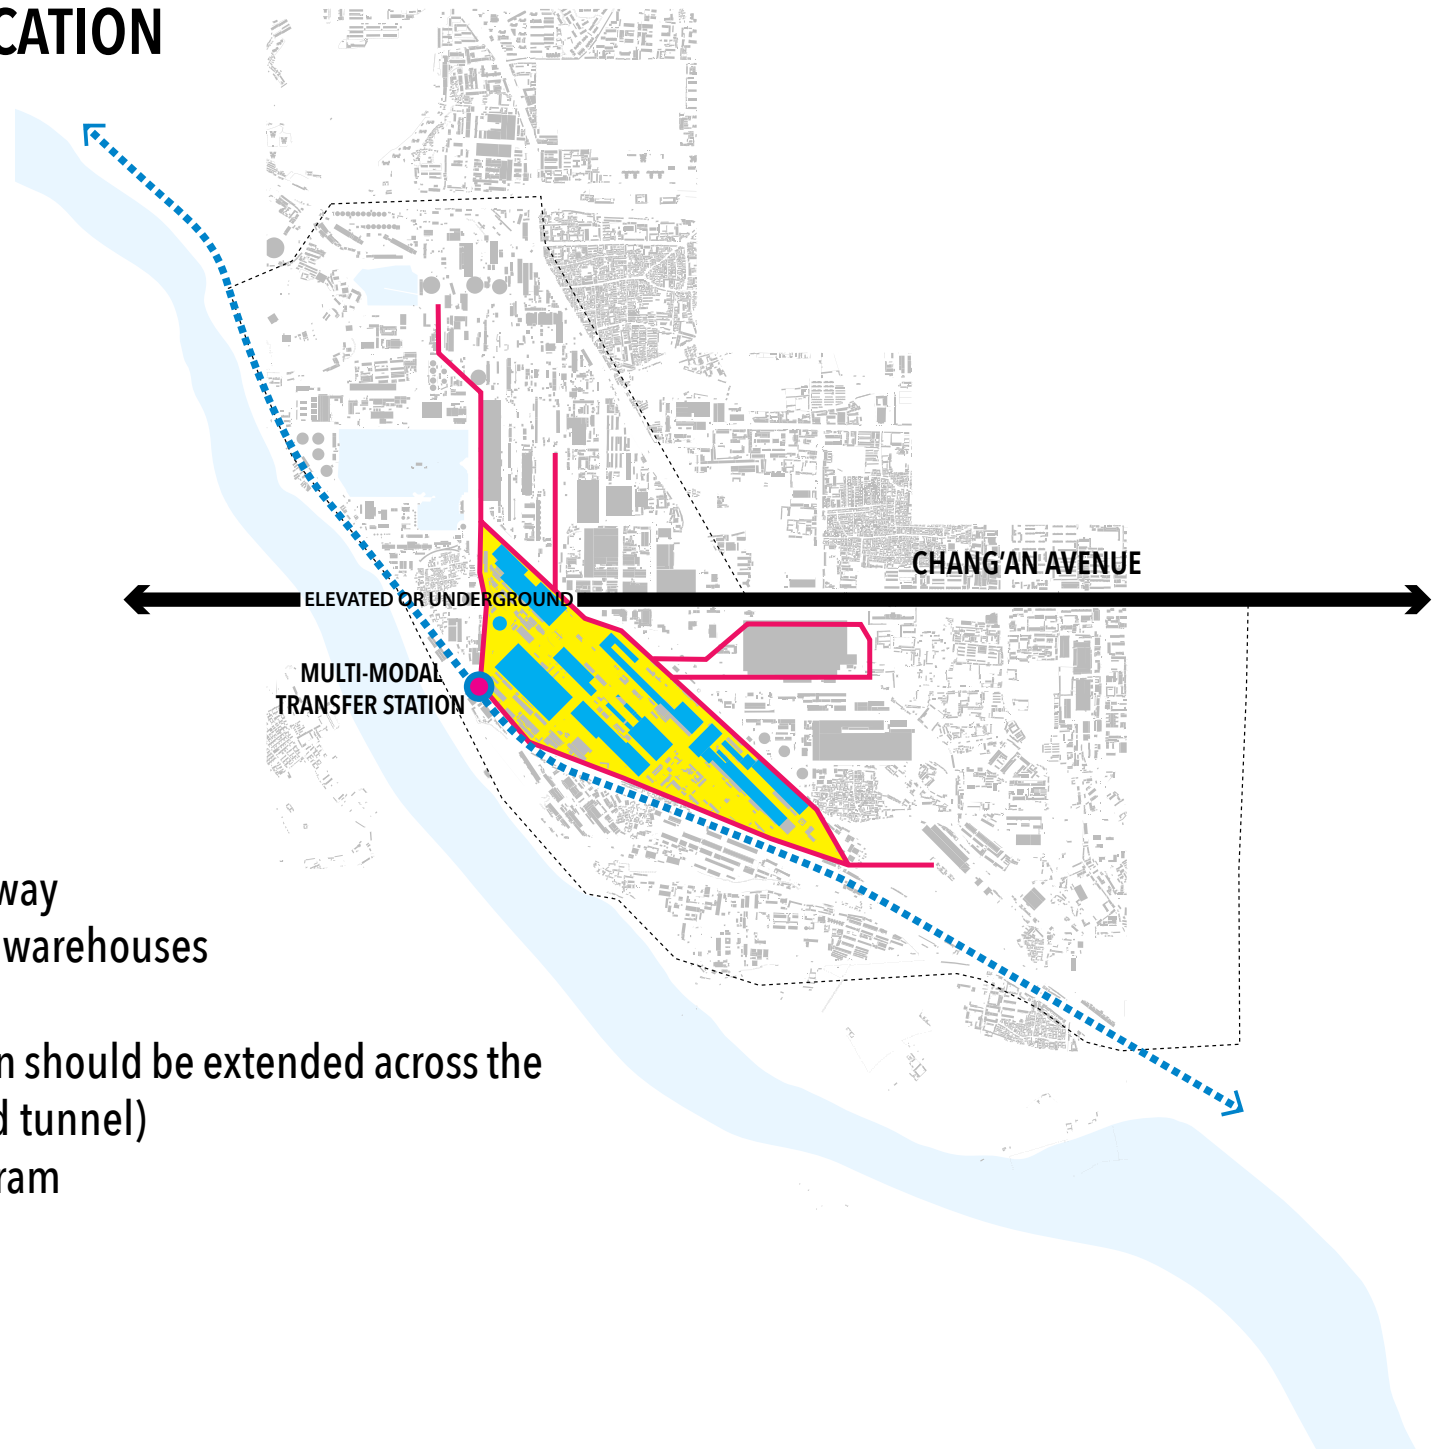 CATION
CHANG'AN AVENUE
ELEVATED OR UNDERGROUND
MULTI-MODAL
TRANSFER STATION
way
warehouses
n should be extended across the
d tunnel)
ram